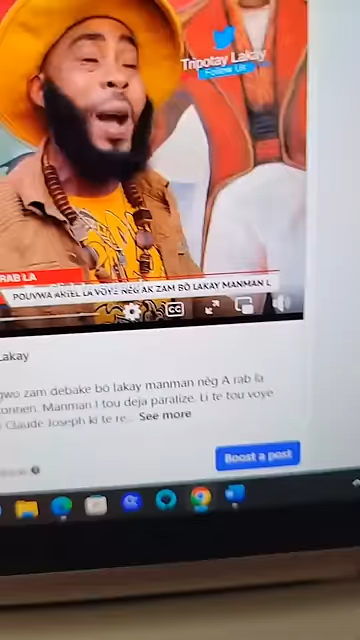 Tripotay Lakay
Follow Us
RAB LA
POUVWA ARIEL LA VOYE NÈG AK ZAM BÒ LAKAY MANMAN L
CC
Lakay
gwo zam debake bò lakay manman nèg A rab la
Manman l tou deja paralize. Li te tou voye
Claude Joseph ki te re... See more
Boost a post